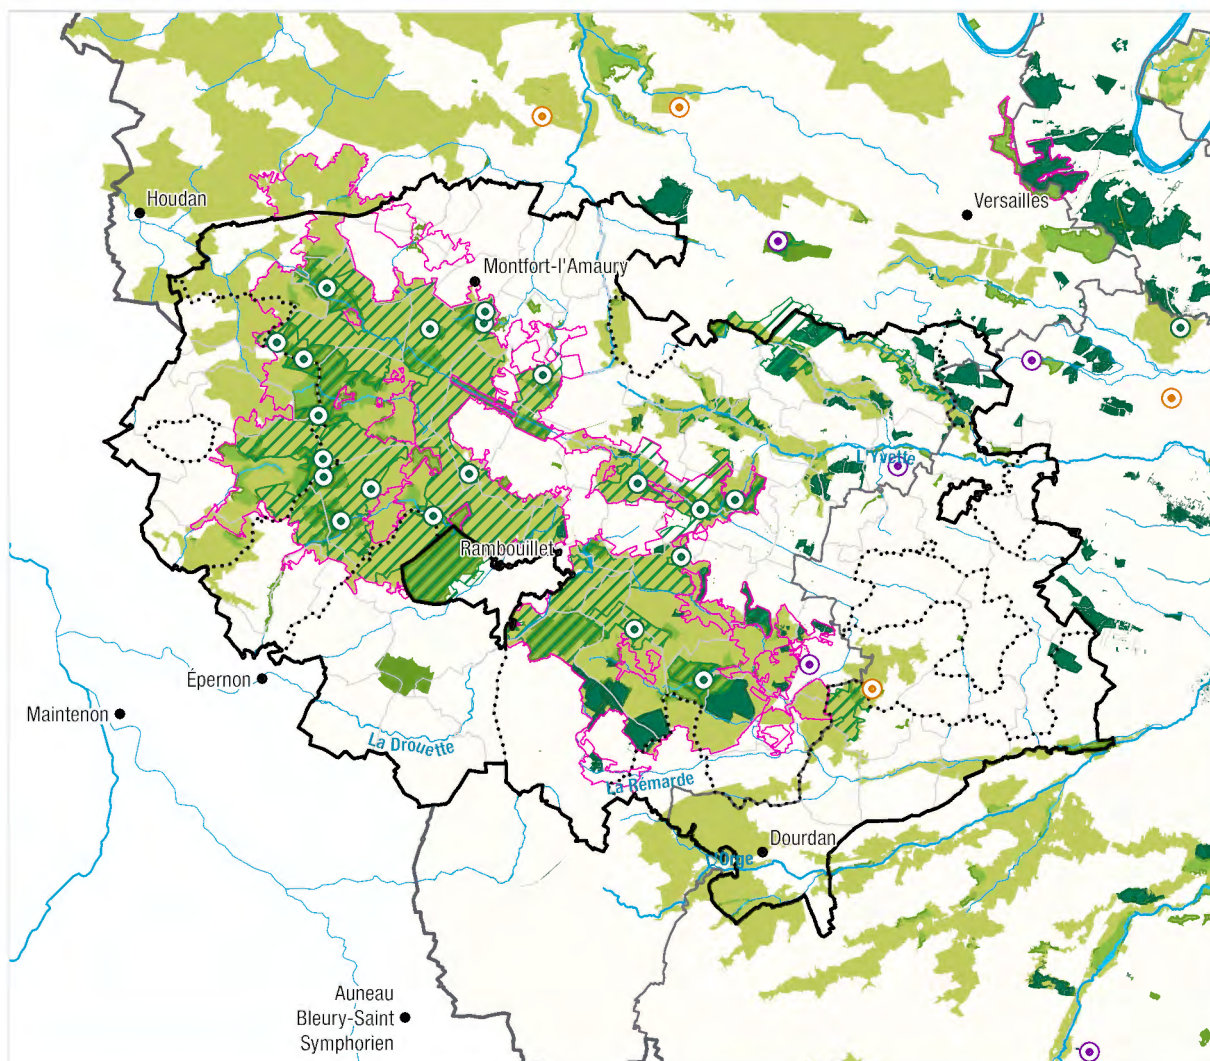 Houdan
Versailles
Montfort-l'Amaury
L'Yvette
Rambouillet
Épernon
Maintenon
La Drouette
La Rémarde
Dourdan
L'Orge
Auneau
Bleury-Saint
Symphorien